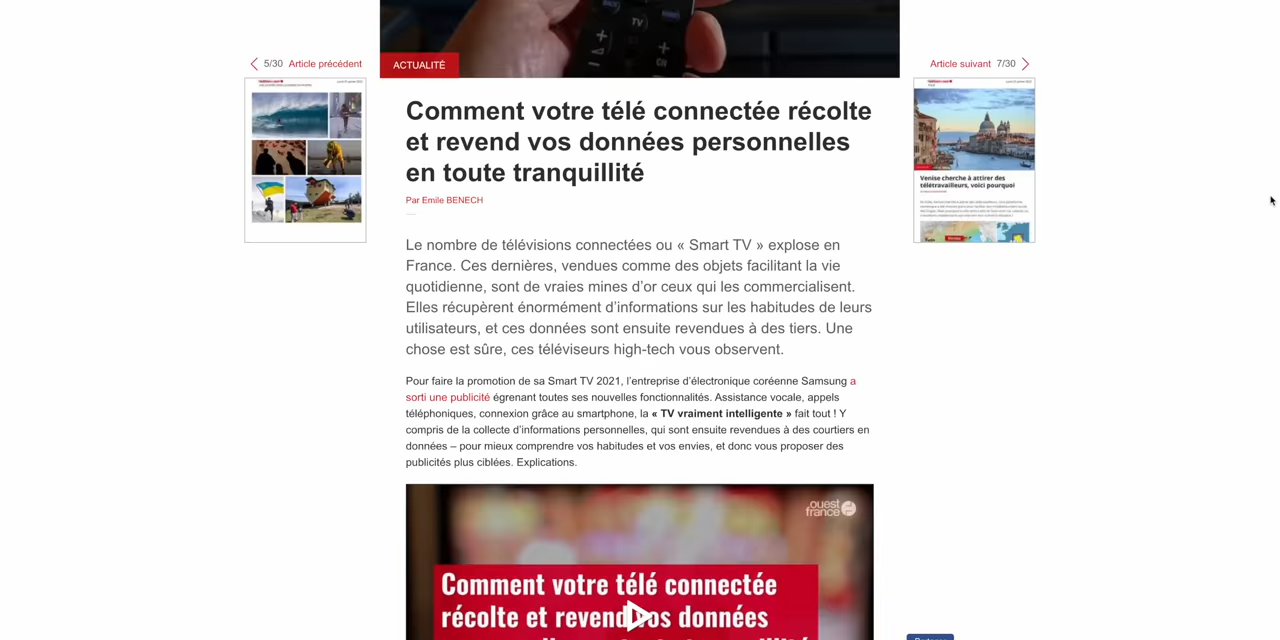 TV
5/30 Article précédent
ACTUALITÉ
Article suivant 7/30
Comment votre télé connectée récolte
et revend vos données personnelles
en toute tranquillité
Par Emile BENECH
Venise cherche à attirer des
télétravailleurs, voici pourquoi
Le nombre de télévisions connectées ou « Smart TV » explose en
France. Ces dernières, vendues comme des objets facilitant la vie
quotidienne, sont de vraies mines d’or ceux qui les commercialisent.
Elles récupèrent énormément d’informations sur les habitudes de leurs
utilisateurs, et ces données sont ensuite revendues à des tiers. Une
chose est sûre, ces téléviseurs high-tech vous observent.
Pour faire la promotion de sa Smart TV 2021, l’entreprise d’électronique coréenne Samsung a
sorti une publicité égrenant toutes ses nouvelles fonctionnalités. Assistance vocale, appels
téléphoniques, connexion grâce au smartphone, la « TV vraiment intelligente » fait tout ! Y
compris de la collecte d’informations personnelles, qui sont ensuite revendues à des courtiers en
données – pour mieux comprendre vos habitudes et vos envies, et donc vous proposer des
publicités plus ciblées. Explications.
ouest
france
Comment votre télé connectée
récolte et revend vos données